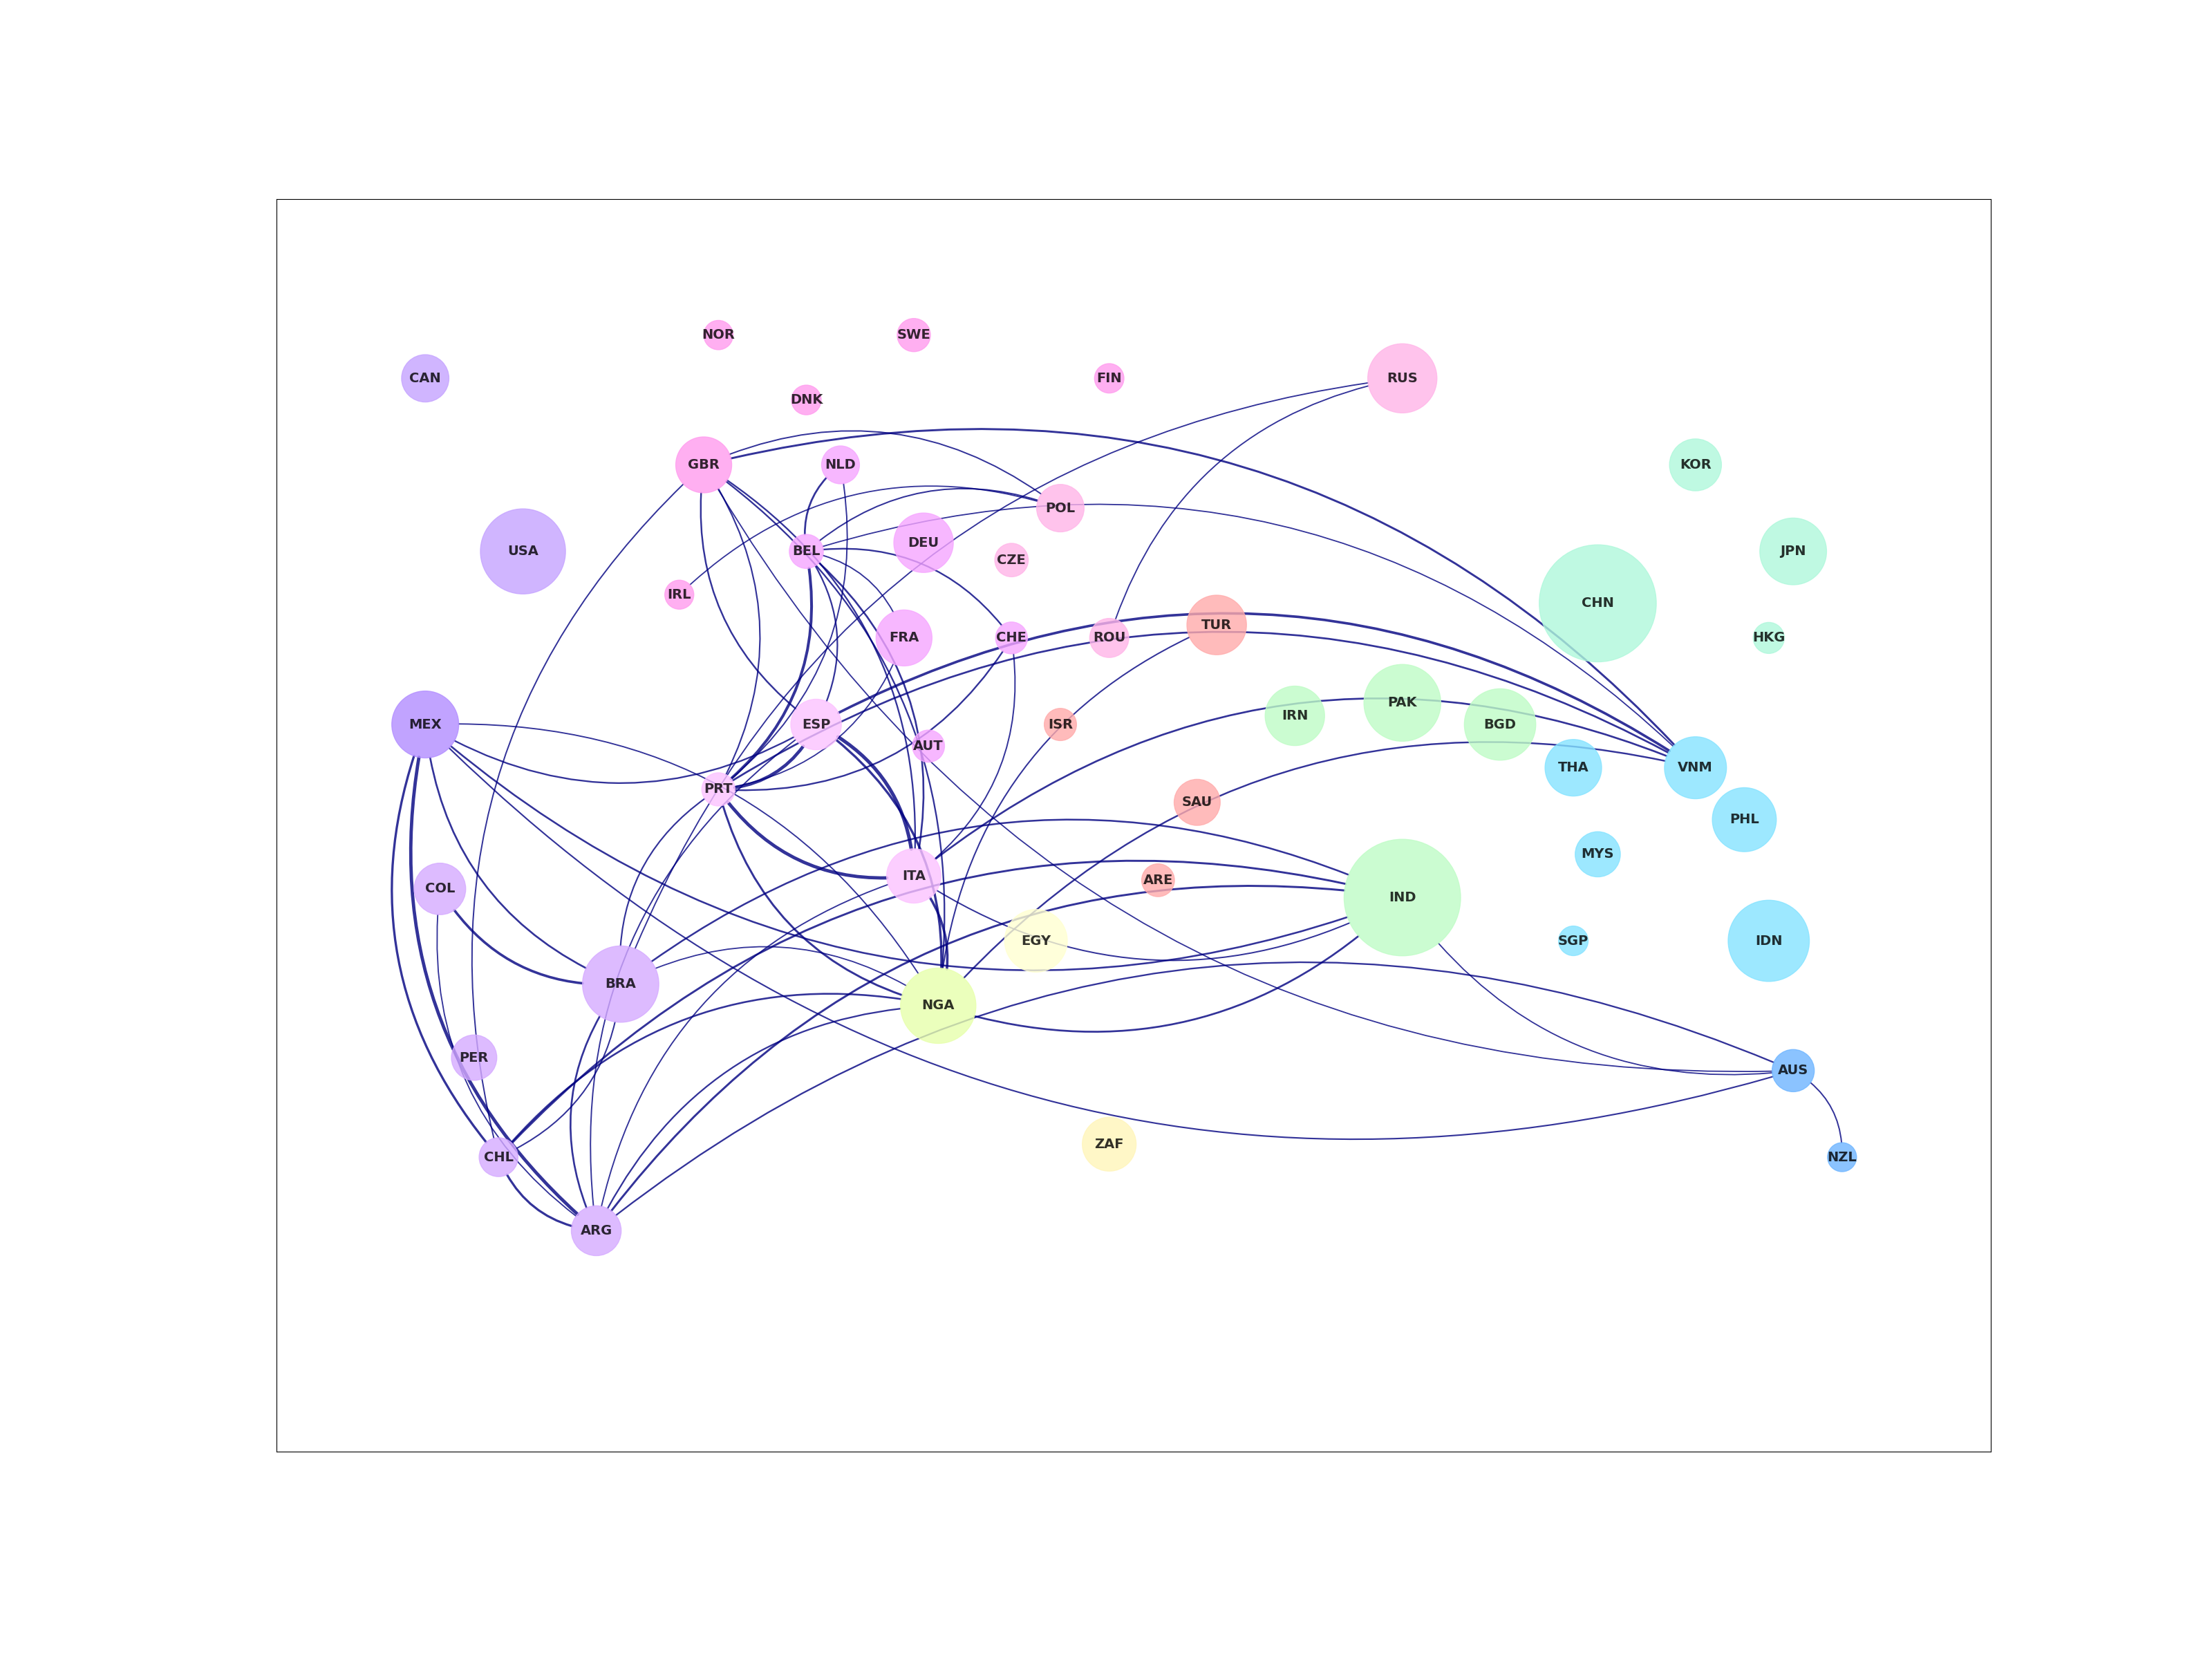 NOR
SWE
CAN
FIN
RUS
DNK
GBR
NLD
KOR
POL
DEU
USA
BEL
CZE
JPN
IRL
CHN
TUR
FRA
CHE
ROU
HKG
PAK
IRN
MEX
ESP
ISR
BGD
AUT
THA
VNM
PRT
SAU
PHL
MYS
ITA
ARE
COL
IND
EGY
SGP
IDN
BRA
NGA
PER
AUS
ZAF
CHL
NZL
ARG